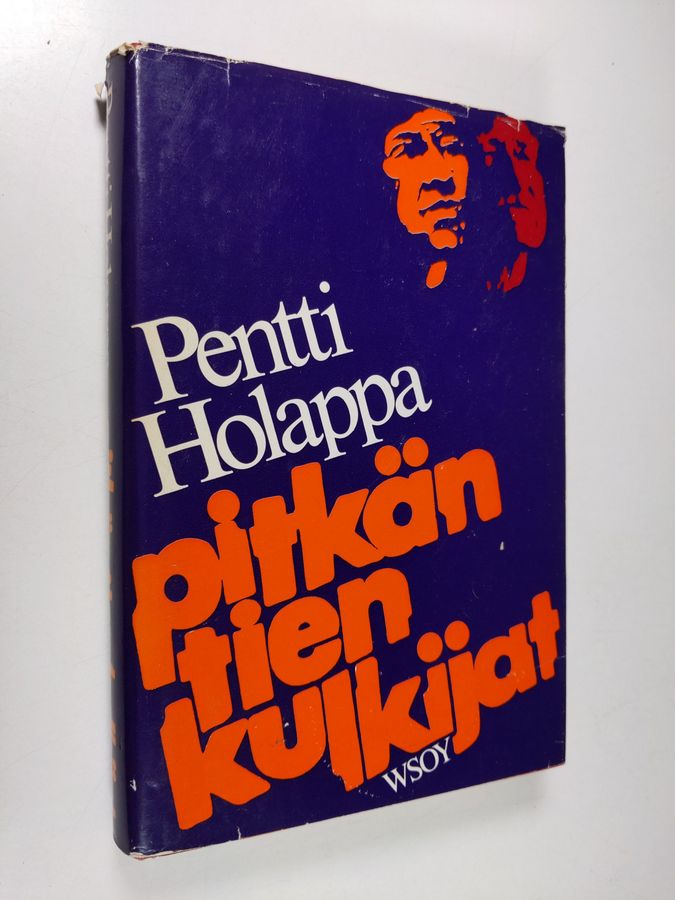 Pentti
Holappa
pitkän
tien
kulkijat
WSOY